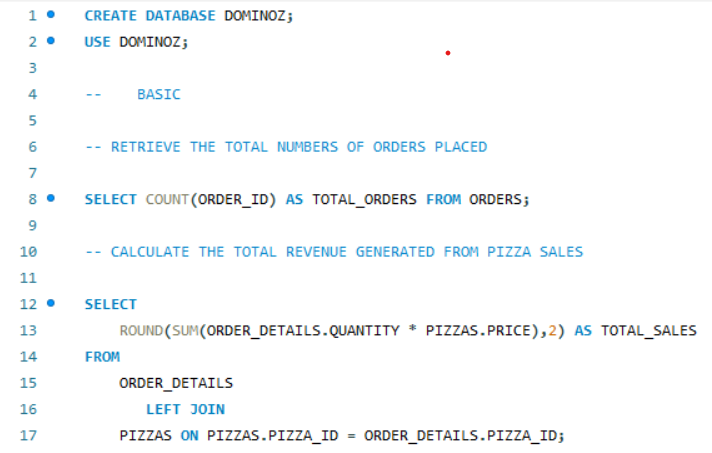 1 CREATE DATABASE DOMINOZ;
2 USE DOMINOZ;
3
4 -- BASIC
5
6 -- RETRIEVE THE TOTAL NUMBERS OF ORDERS PLACED
7
8 SELECT COUNT(ORDER_ID) AS TOTAL_ORDERS FROM ORDERS;
9
10 -- CALCULATE THE TOTAL REVENUE GENERATED FROM PIZZA SALES
11
12 SELECT
13 ROUND(SUM(ORDER_DETAILS.QUANTITY * PIZZAS.PRICE),2) AS TOTAL_SALES
14 FROM
15 ORDER_DETAILS
16 LEFT JOIN
17 PIZZAS ON PIZZAS.PIZZA_ID = ORDER_DETAILS.PIZZA_ID;